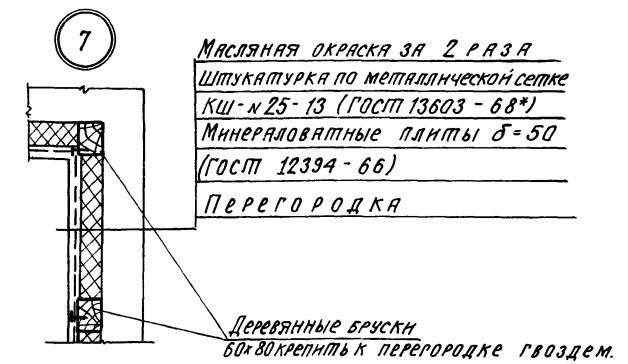 7
Масляная окраска за 2 раза
Штукатурка по металлической сетке
КШ-N25-13 (ГОСТ 13603-68*)
Минераловатные плиты δ=50
(ГОСТ 12394-66)
Перегородка
Деревянные бруски
60х80 крепить к перегородке гвоздем.